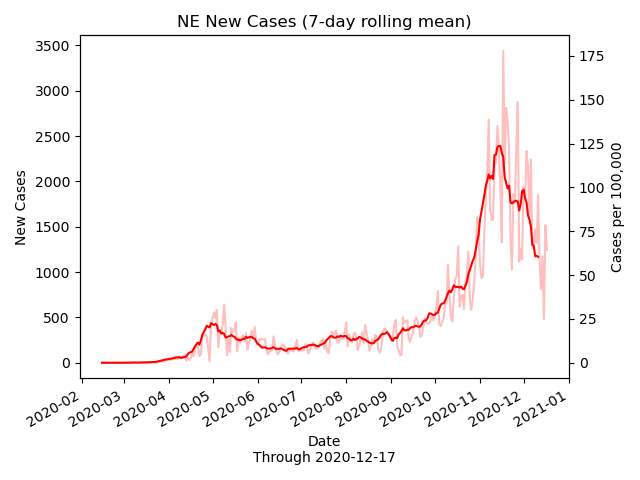 NE New Cases (7-day rolling mean)
3500
3000
2500
2000
1500
1000
500
0
New Cases
175
150
125
100
75
50
25
0
Cases per 100,000
2020-02 2020-03 2020-04 2020-05 2020-06 2020-07 2020-08 2020-09 2020-10 2020-11 2020-12 2021-01
Date
Through 2020-12-17